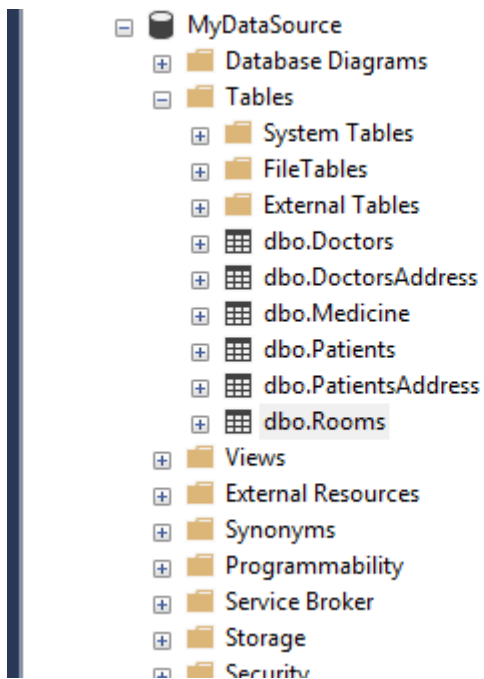 MyDataSource
Database Diagrams
Tables
System Tables
FileTables
External Tables
dbo.Doctors
dbo.DoctorsAddress
dbo.Medicine
dbo.Patients
dbo.PatientsAddress
dbo.Rooms
Views
External Resources
Synonyms
Programmability
Service Broker
Storage
Security